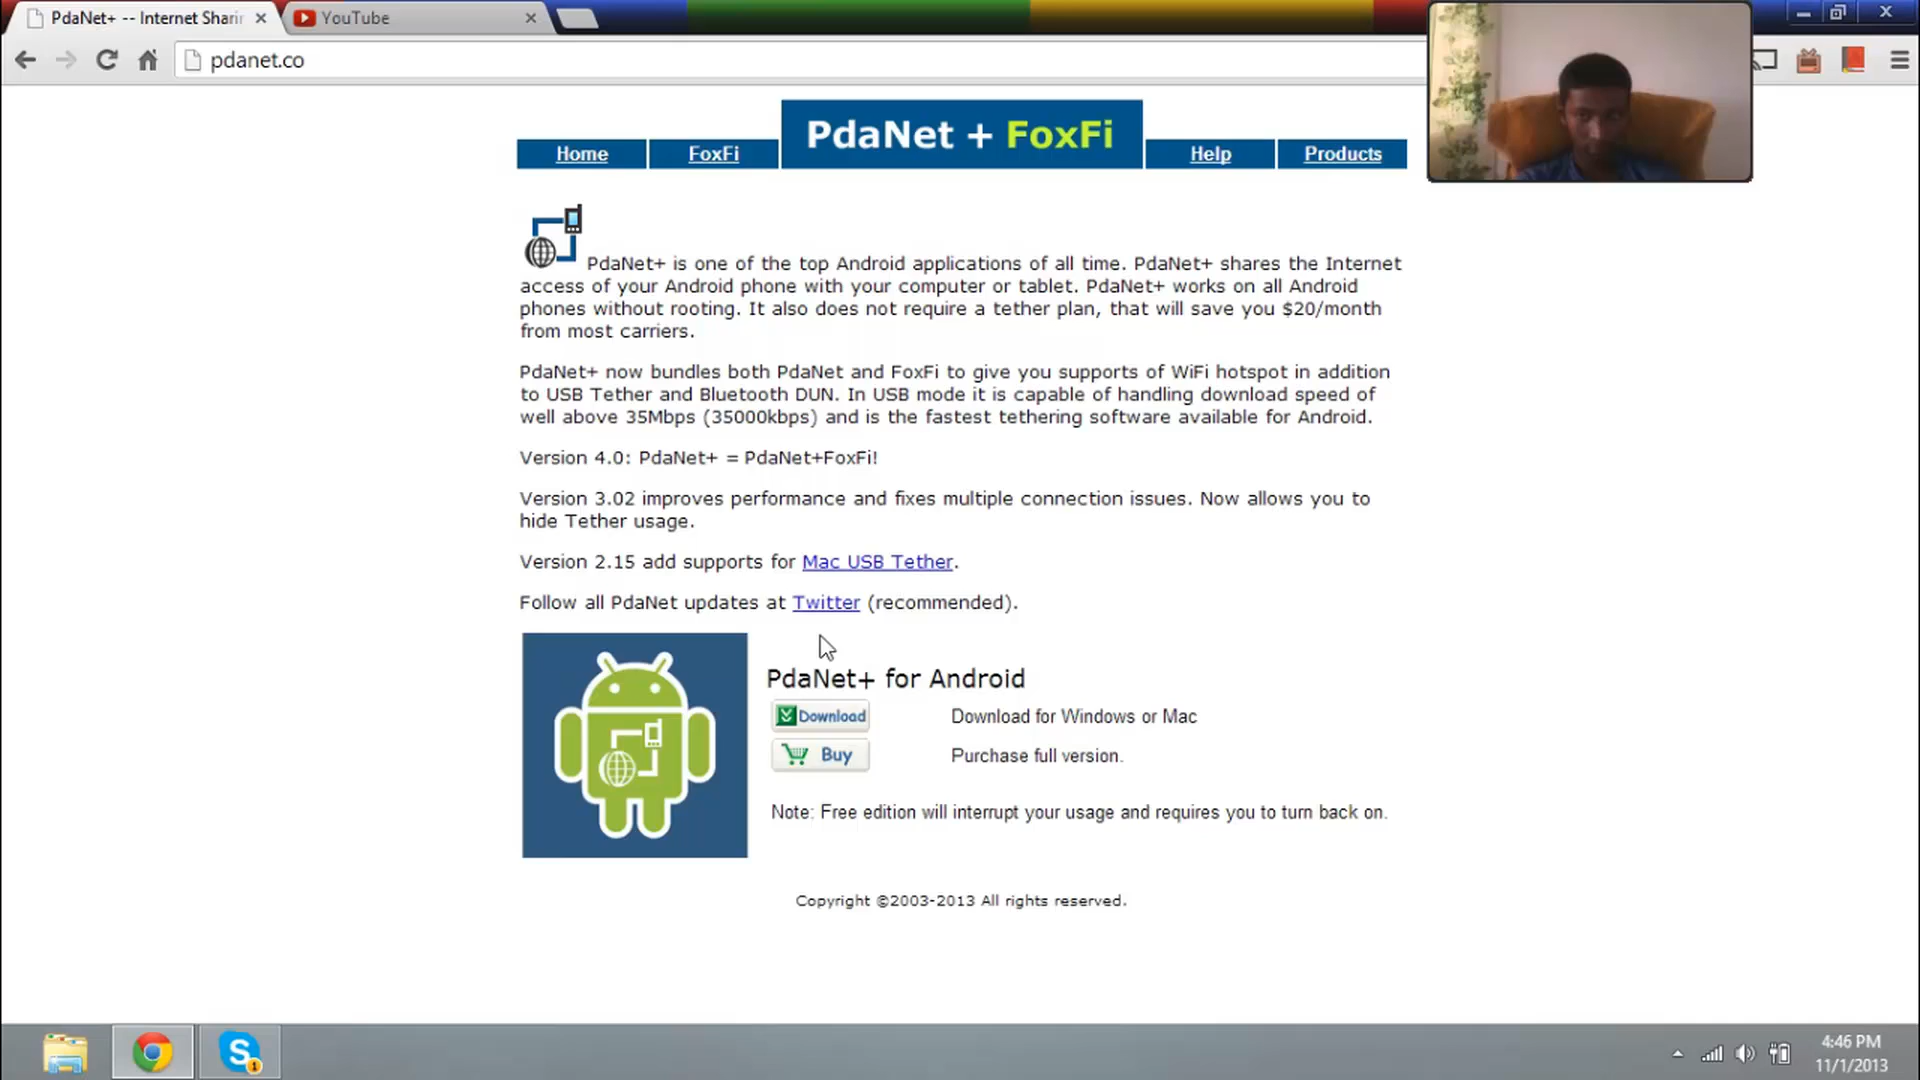 PdaNet+ -- Internet Sharin
YouTube
pdanet.co
Home
FoxFi
PdaNet + FoxFi
Help
Products
PdaNet+ is one of the top Android applications of all time. PdaNet+ shares the Internet
access of your Android phone with your computer or tablet. PdaNet+ works on all Android
phones without rooting. It also does not require a tether plan, that will save you $20/month
from most carriers.
PdaNet+ now bundles both PdaNet and FoxFi to give you supports of WiFi hotspot in addition
to USB Tether and Bluetooth DUN. In USB mode it is capable of handling download speed of
well above 35Mbps (35000kbps) and is the fastest tethering software available for Android.
Version 4.0: PdaNet+ = PdaNet+FoxFi!
Version 3.02 improves performance and fixes multiple connection issues. Now allows you to
hide Tether usage.
Version 2.15 add supports for Mac USB Tether.
Follow all PdaNet updates at Twitter (recommended).
PdaNet+ for Android
Download
Download for Windows or Mac
Buy
Purchase full version.
Note: Free edition will interrupt your usage and requires you to turn back on.
Copyright ©2003-2013 All rights reserved.
S
1
4:46 PM
11/1/2013